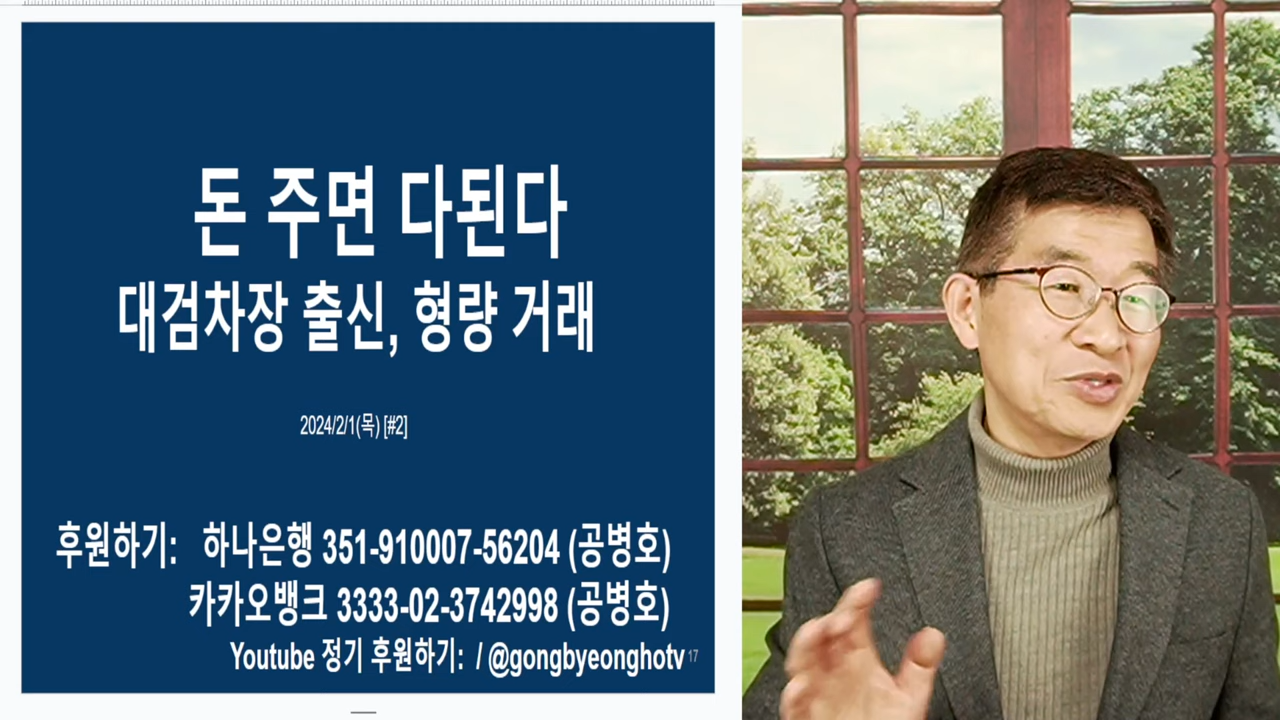 돈 주면 다된다
대검차장 출신, 형량 거래
2024/2/1(목) [#2]
후원하기: 하나은행 351-910007-56204 (공병호)
카카오뱅크 3333-02-3742998 (공병호)
Youtube 정기 후원하기: / @gongbyeonghotv
17